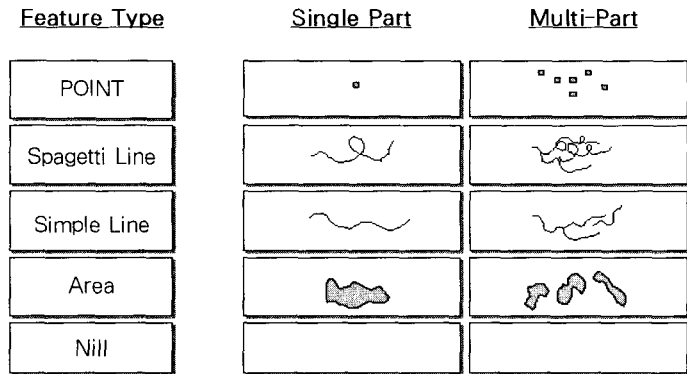 Feature Type Single Part Multi-Part
POINT
Spagetti Line
Simple Line
Area
Nill